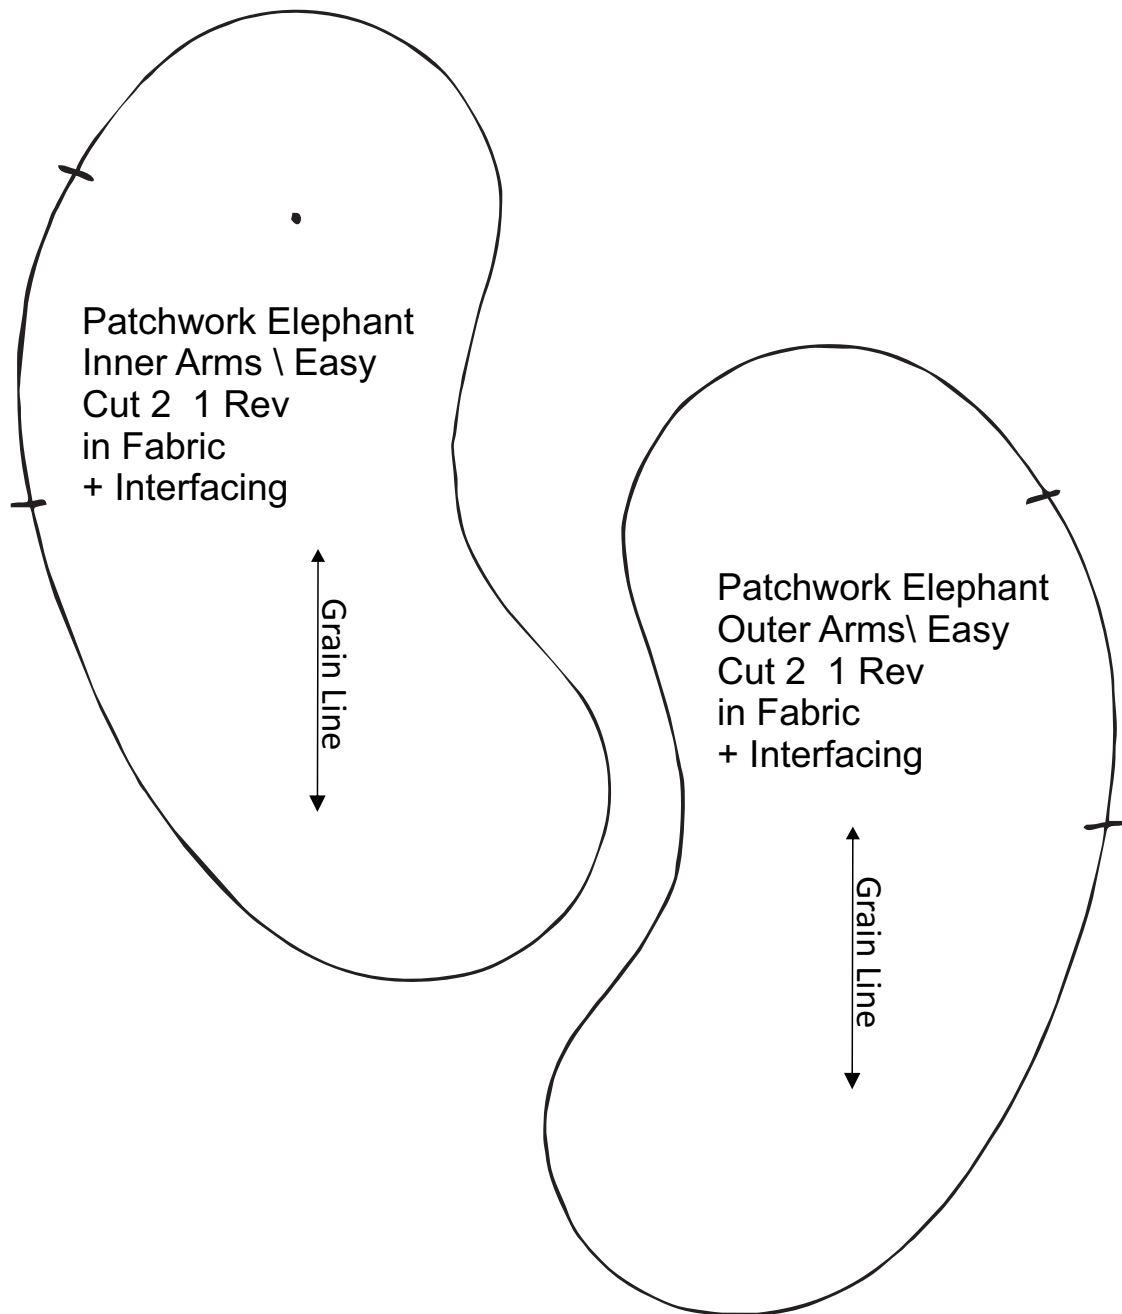 Patchwork Elephant
Inner Arms \ Easy
Cut 2  1 Rev
in Fabric
+ Interfacing
Grain Line
Patchwork Elephant
Outer Arms\ Easy
Cut 2  1 Rev
in Fabric
+ Interfacing
Grain Line